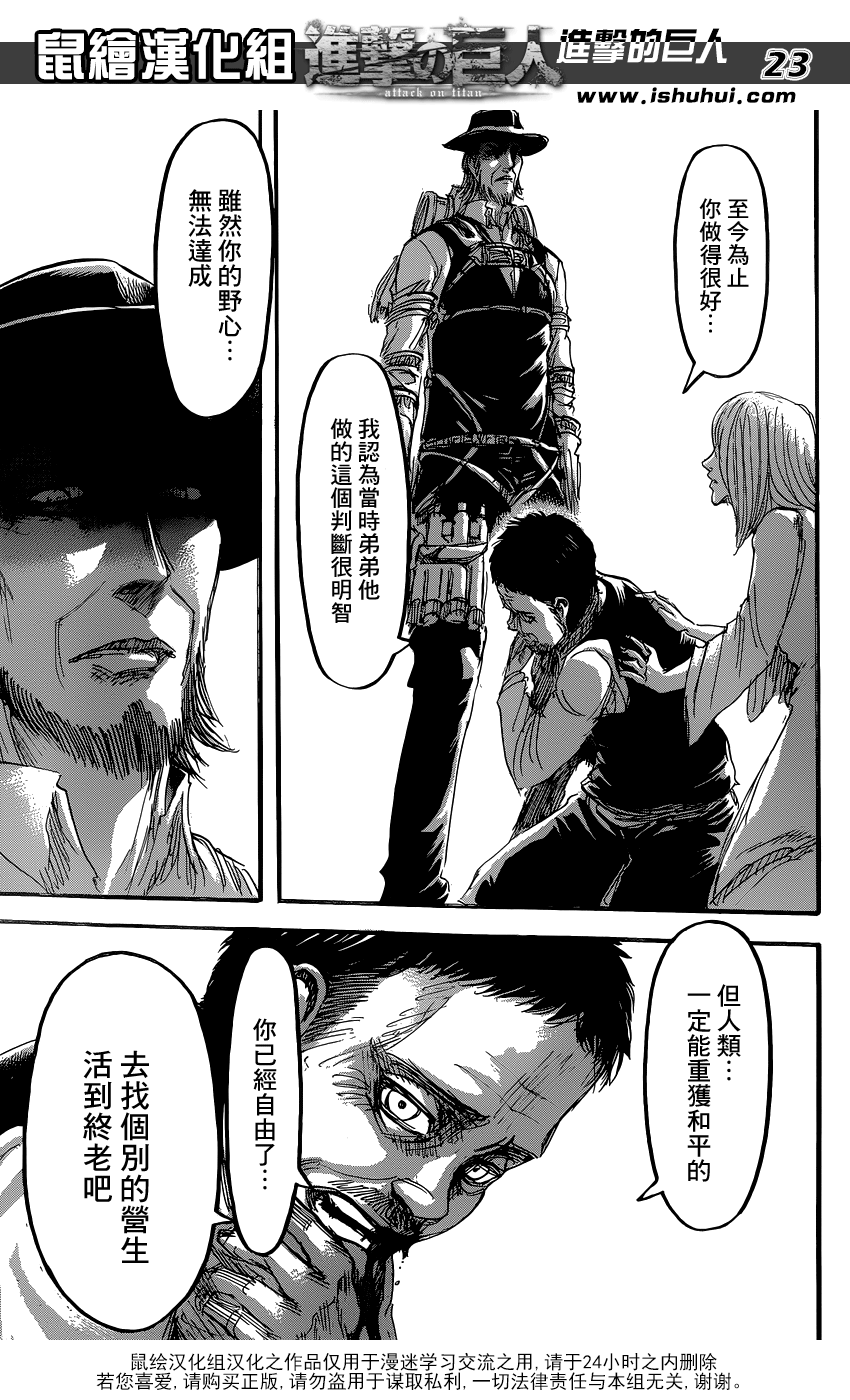 鼠繪漢化組
進撃の巨人
attack on titan
進擊的巨人
23
www.ishuhui.com
至今為止
你做得很好…
我認為當時弟弟他
做的這個判斷很明智
雖然你的野心…
無法達成
但人類…
一定能重獲和平的
你已經自由了…
去找個別的營生
活到終老吧
鼠绘汉化组汉化之作品仅用于漫迷学习交流之用,请于24小时之内删除
若您喜爱,请购买正版,请勿盗用于谋取私利,一切法律责任与本组无关,谢谢。